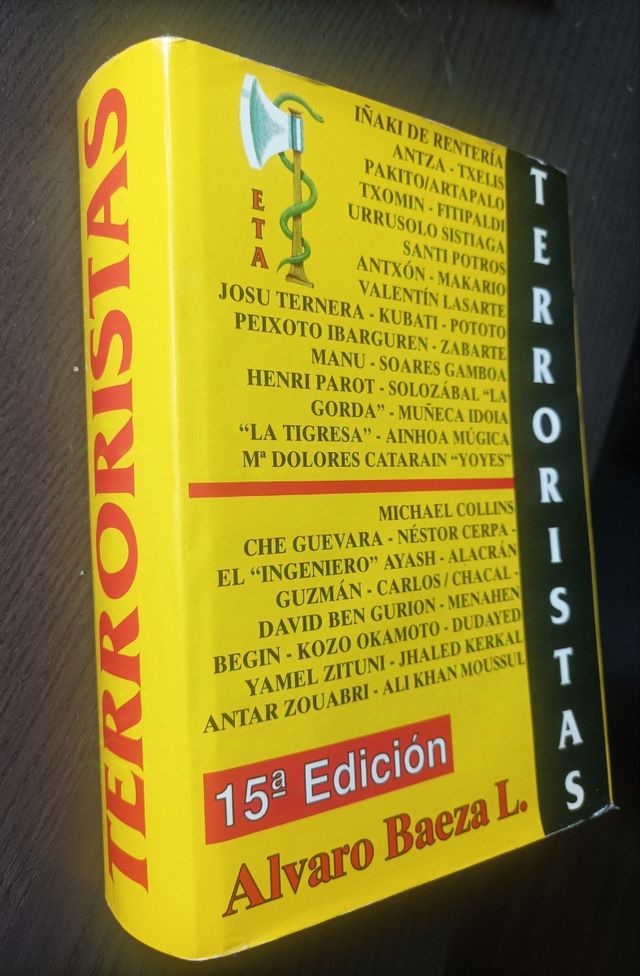 TERRORISTAS
ETA
IÑAKI DE RENTERÍA
ANTZA - TXELIS
PAKITO/ARTAPALO
TXOMIN - FITIPALDI
URRUSOLO SISTIAGA
SANTI POTROS
ANTXÓN - MAKARIO
VALENTÍN LASARTE
JOSU TERNERA - KUBATI - POTOTO
PEIXOTO IBARGUREN - ZABARTE
MANU - SOARES GAMBOA
HENRI PAROT - SOLOZÁBAL “LA
GORDA” - MUÑECA IDOIA
“LA TIGRESA” - AINHOA MÚGICA
Mª DOLORES CATARAIN “YOYES”
MICHAEL COLLINS
CHE GUEVARA - NÉSTOR CERPA -
EL “INGENIERO” AYASH - ALACRÁN
GUZMÁN - CARLOS / CHACAL -
DAVID BEN GURION - MENAHEN
BEGIN - KOZO OKAMOTO - DUDAYED
YAMEL ZITUNI - JHALED KERKAL
ANTAR ZOUABRI - ALI KHAN MOUSSUL
15ª Edición
Alvaro Baeza L.
TERRORISTAS